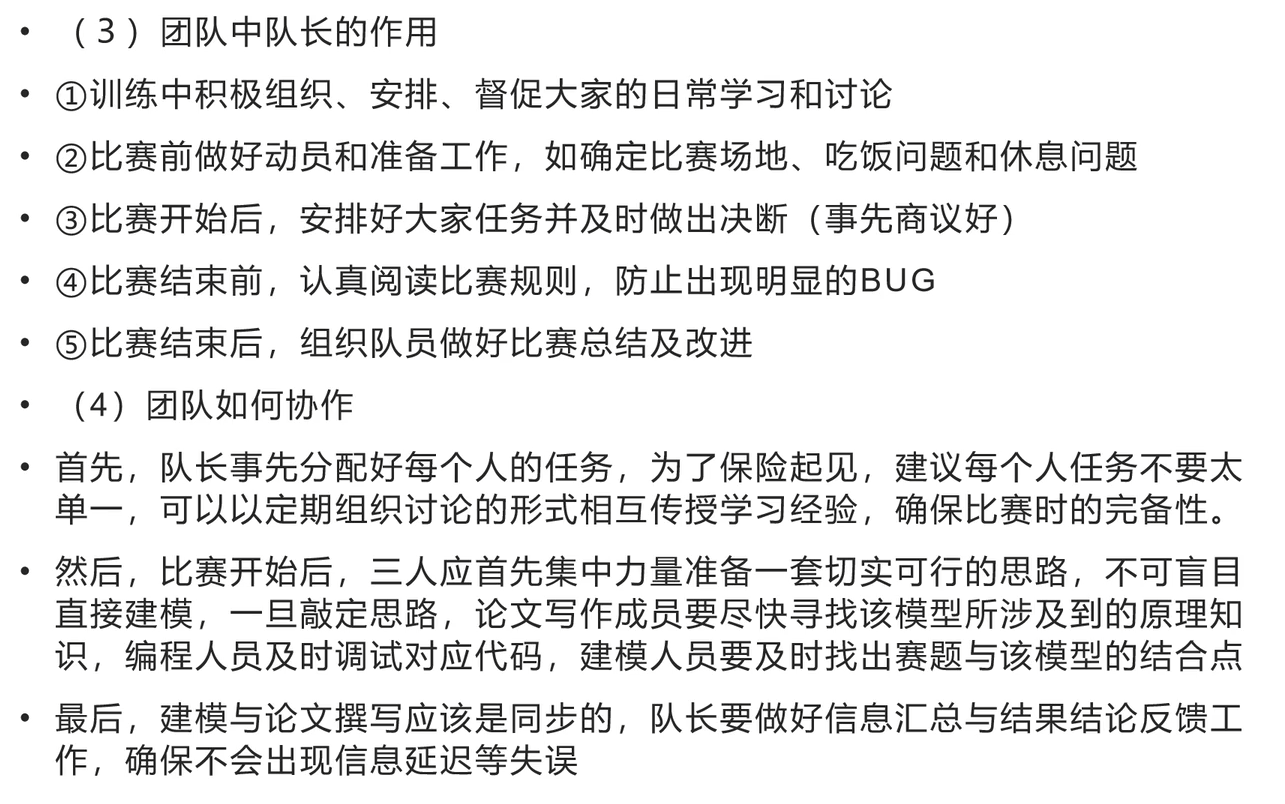 • （3）团队中队长的作用
• ①训练中积极组织、安排、督促大家的日常学习和讨论
• ②比赛前做好动员和准备工作，如确定比赛场地、吃饭问题和休息问题
• ③比赛开始后，安排好大家任务并及时做出决断（事先商议好）
• ④比赛结束前，认真阅读比赛规则，防止出现明显的BUG
• ⑤比赛结束后，组织队员做好比赛总结及改进
• （4）团队如何协作
• 首先，队长事先分配好每个人的任务，为了保险起见，建议每个人任务不要太
单一，可以以定期组织讨论的形式相互传授学习经验，确保比赛时的完备性。
• 然后，比赛开始后，三人应首先集中力量准备一套切实可行的思路，不可盲目
直接建模，一旦敲定思路，论文写作成员要尽快寻找该模型所涉及到的原理知
识，编程人员及时调试对应代码，建模人员要及时找出赛题与该模型的结合点
• 最后，建模与论文撰写应该是同步的，队长要做好信息汇总与结果结论反馈工
作，确保不会出现信息延迟等失误